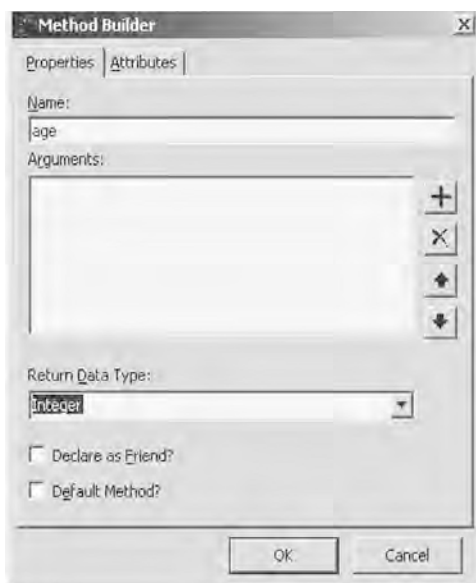 Method Builder
Properties
Attributes
Name:
age
Arguments:
Return Data Type:
Integer
Declare as Friend?
Default Method?
OK
Cancel